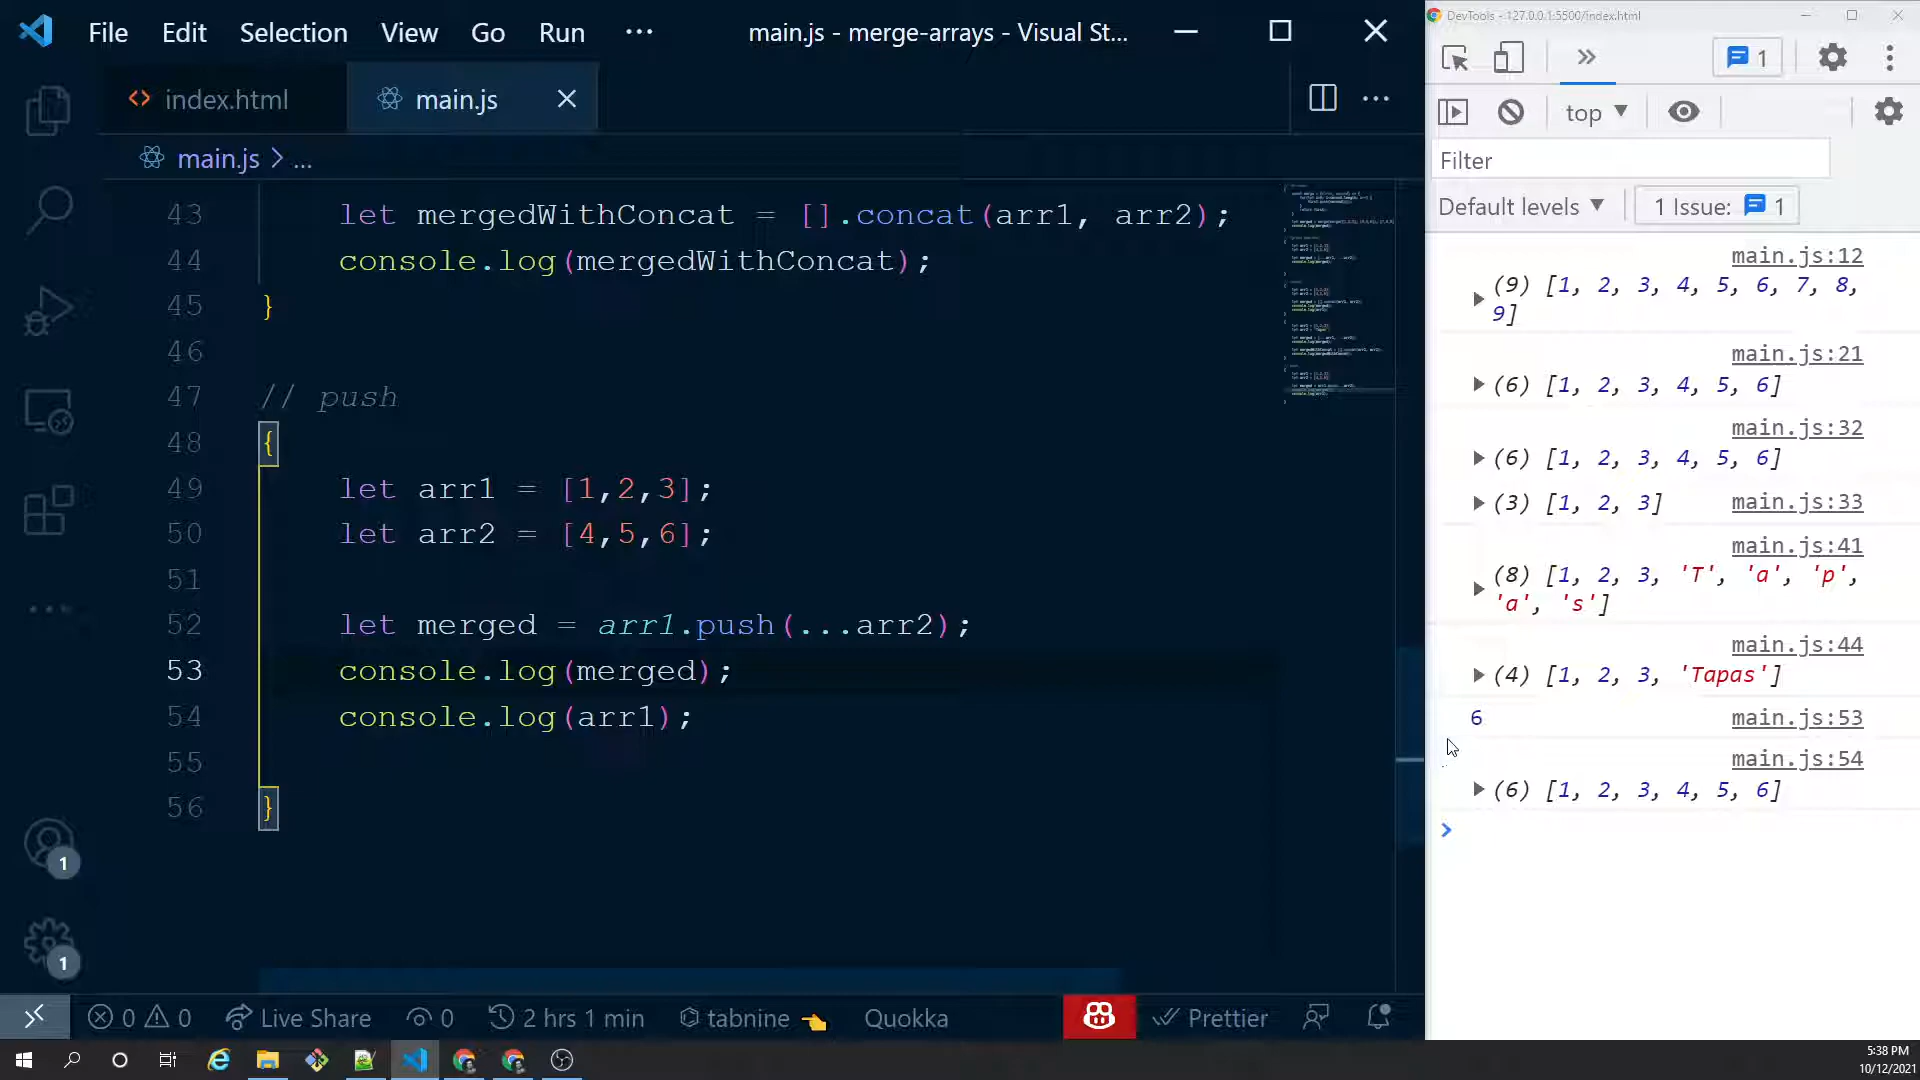 File Edit Selection View Go Run ··· main.js - merge-arrays - Visual St...
index.html main.js
main.js > ...
43 let mergedWithConcat = [].concat(arr1, arr2);
44 console.log(mergedWithConcat);
45 }
46
47 // push
48 {
49 let arr1 = [1,2,3];
50 let arr2 = [4,5,6];
51
52 let merged = arr1.push(...arr2);
53 console.log(merged);
54 console.log(arr1);
55
56 }
1
1
0 0 Live Share 0 2 hrs 1 min tabnine Quokka Prettier
DevTools - 127.0.0.1:5500/index.html
1
top
Filter
Default levels 1 Issue: 1
main.js:12
(9) [1, 2, 3, 4, 5, 6, 7, 8,
9]
main.js:21
(6) [1, 2, 3, 4, 5, 6]
main.js:32
(6) [1, 2, 3, 4, 5, 6]
(3) [1, 2, 3] main.js:33
main.js:41
(8) [1, 2, 3, 'T', 'a', 'p',
'a', 's']
main.js:44
(4) [1, 2, 3, 'Tapas']
6 main.js:53
main.js:54
(6) [1, 2, 3, 4, 5, 6]
5:38 PM
10/12/2021